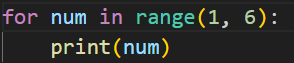 for num in range(1, 6):
    print(num)